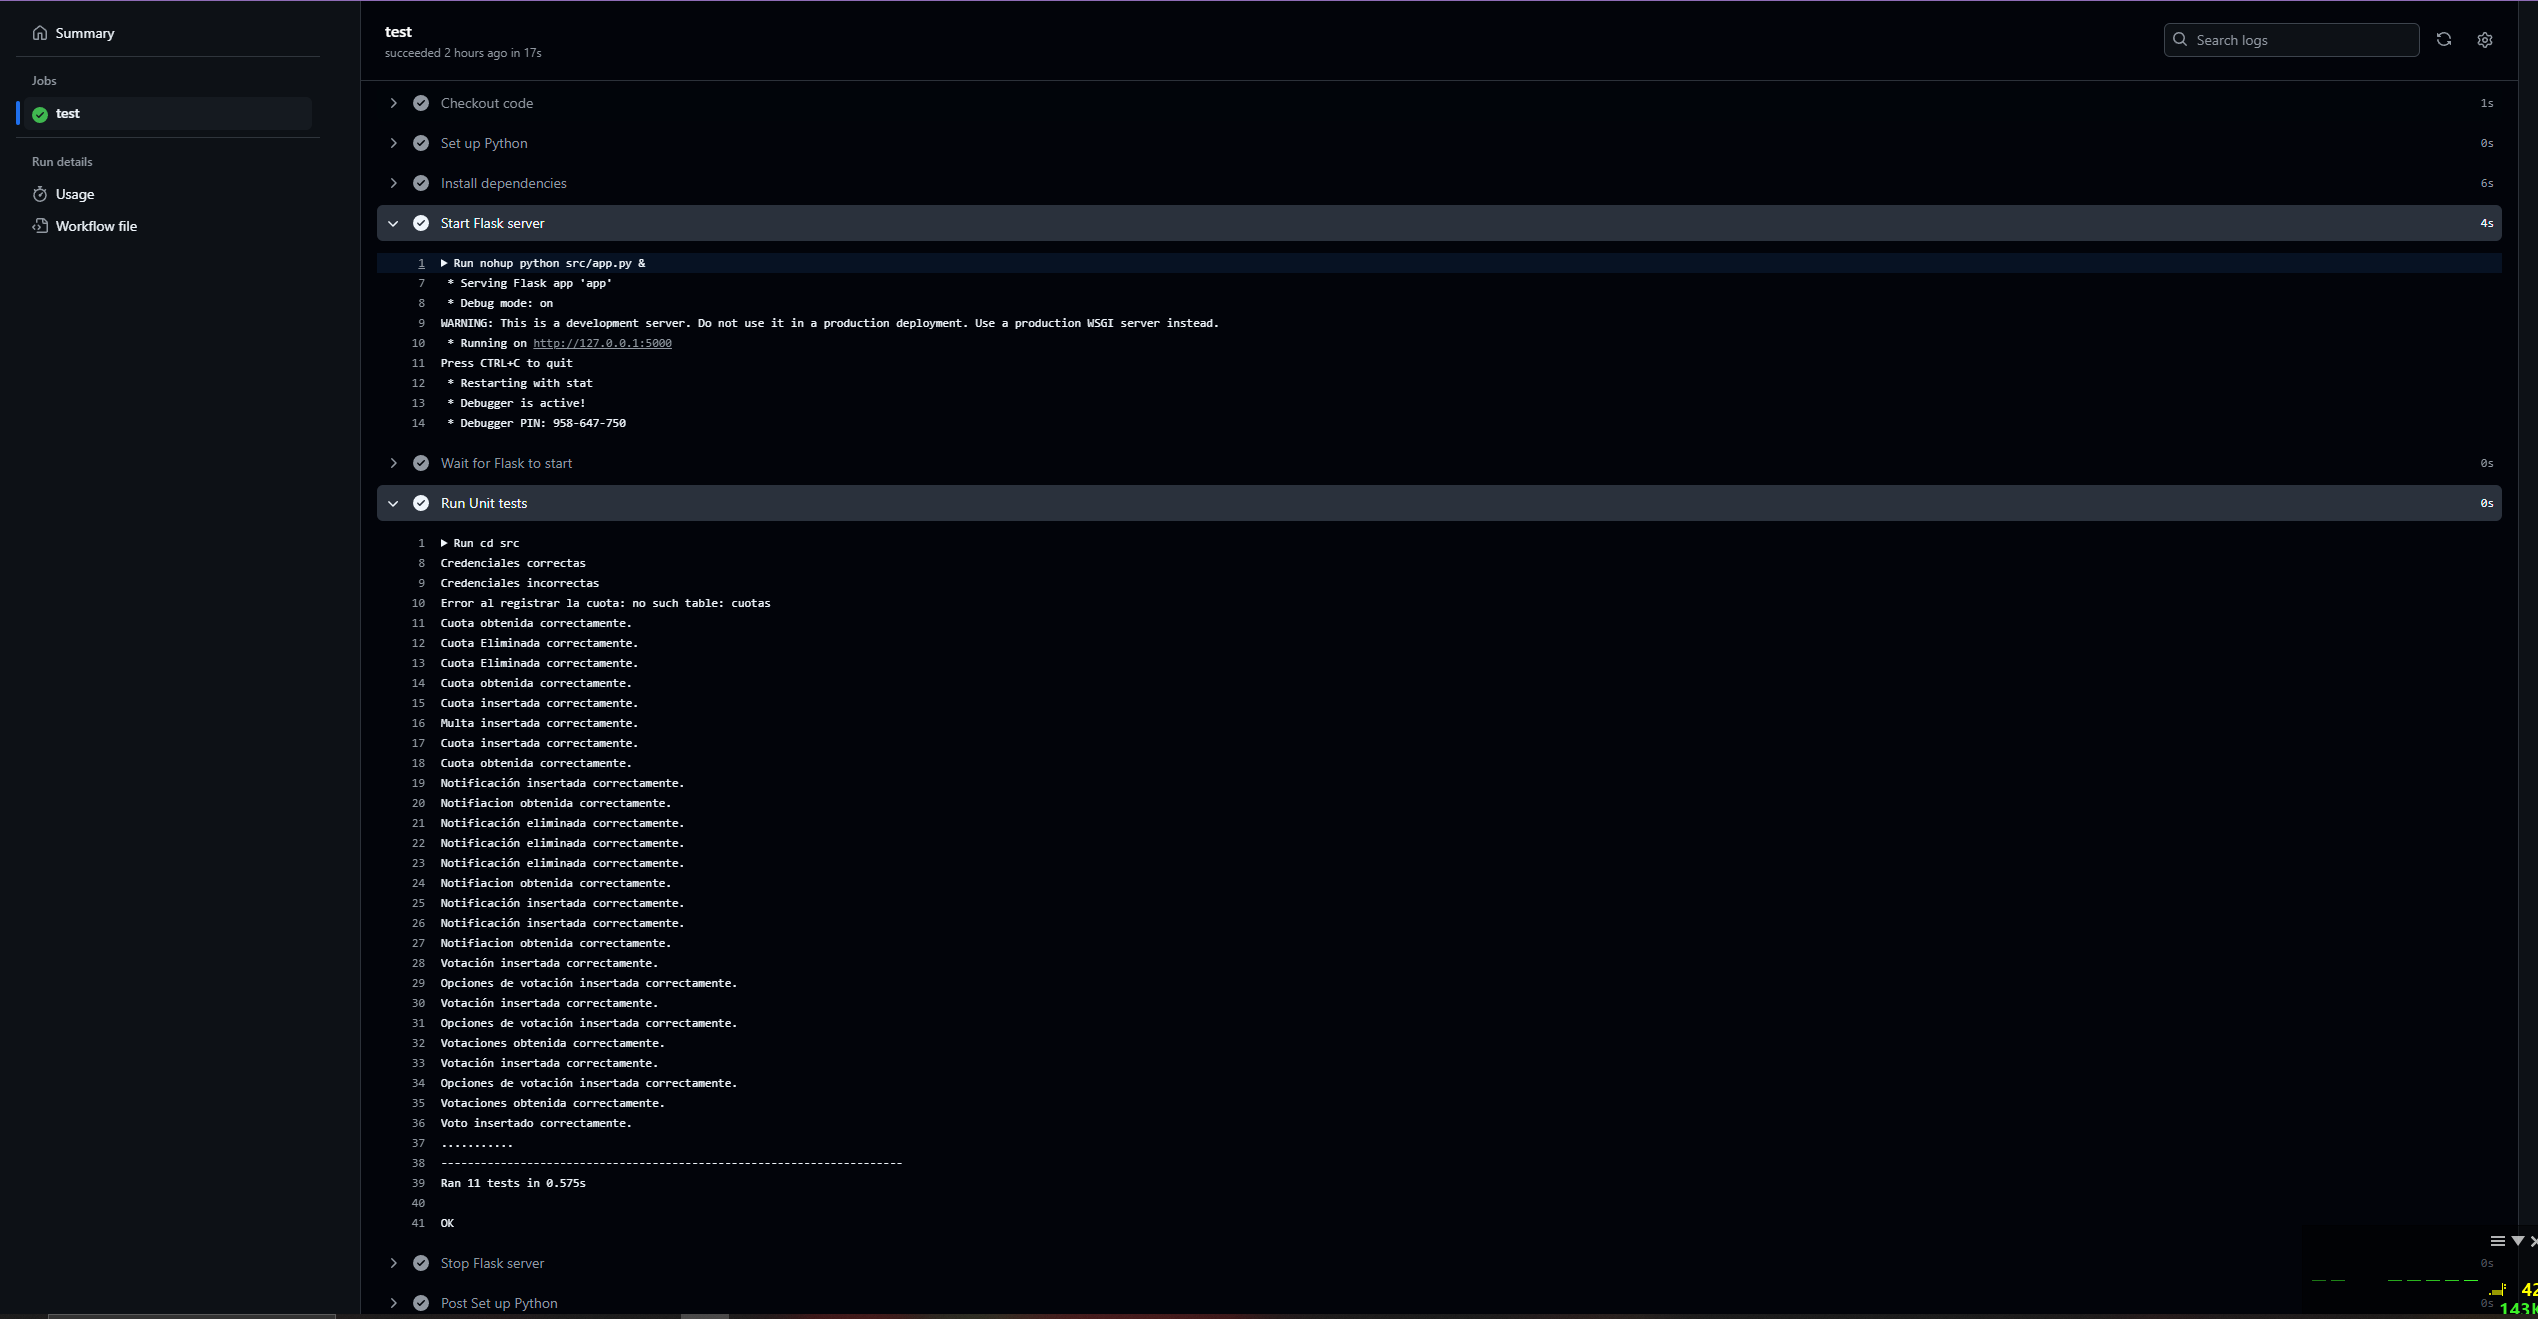 Summary
Jobs
test
Run details
Usage
Workflow file
test
succeeded 2 hours ago in 17s
Search logs
Checkout code 1s
Set up Python 0s
Install dependencies 6s
Start Flask server 4s
1 Run nohup python src/app.py &
7 * Serving Flask app 'app'
8 * Debug mode: on
9 WARNING: This is a development server. Do not use it in a production deployment. Use a production WSGI server instead.
10 * Running on http://127.0.0.1:5000
11 Press CTRL+C to quit
12 * Restarting with stat
13 * Debugger is active!
14 * Debugger PIN: 958-647-750
Wait for Flask to start 0s
Run Unit tests 0s
1 Run cd src
8 Credenciales correctas
9 Credenciales incorrectas
10 Error al registrar la cuota: no such table: cuotas
11 Cuota obtenida correctamente.
12 Cuota Eliminada correctamente.
13 Cuota Eliminada correctamente.
14 Cuota obtenida correctamente.
15 Cuota insertada correctamente.
16 Multa insertada correctamente.
17 Cuota insertada correctamente.
18 Cuota obtenida correctamente.
19 Notificación insertada correctamente.
20 Notifiacion obtenida correctamente.
21 Notificación eliminada correctamente.
22 Notificación eliminada correctamente.
23 Notificación eliminada correctamente.
24 Notifiacion obtenida correctamente.
25 Notificación insertada correctamente.
26 Notificación insertada correctamente.
27 Notifiacion obtenida correctamente.
28 Votación insertada correctamente.
29 Opciones de votación insertada correctamente.
30 Votación insertada correctamente.
31 Opciones de votación insertada correctamente.
32 Votaciones obtenida correctamente.
33 Votación insertada correctamente.
34 Opciones de votación insertada correctamente.
35 Votaciones obtenida correctamente.
36 Voto insertado correctamente.
37 ...........
38 ----------------------------------------------------------------------
39 Ran 11 tests in 0.575s
40
41 OK
Stop Flask server 0s
42
Post Set up Python 0s
143K